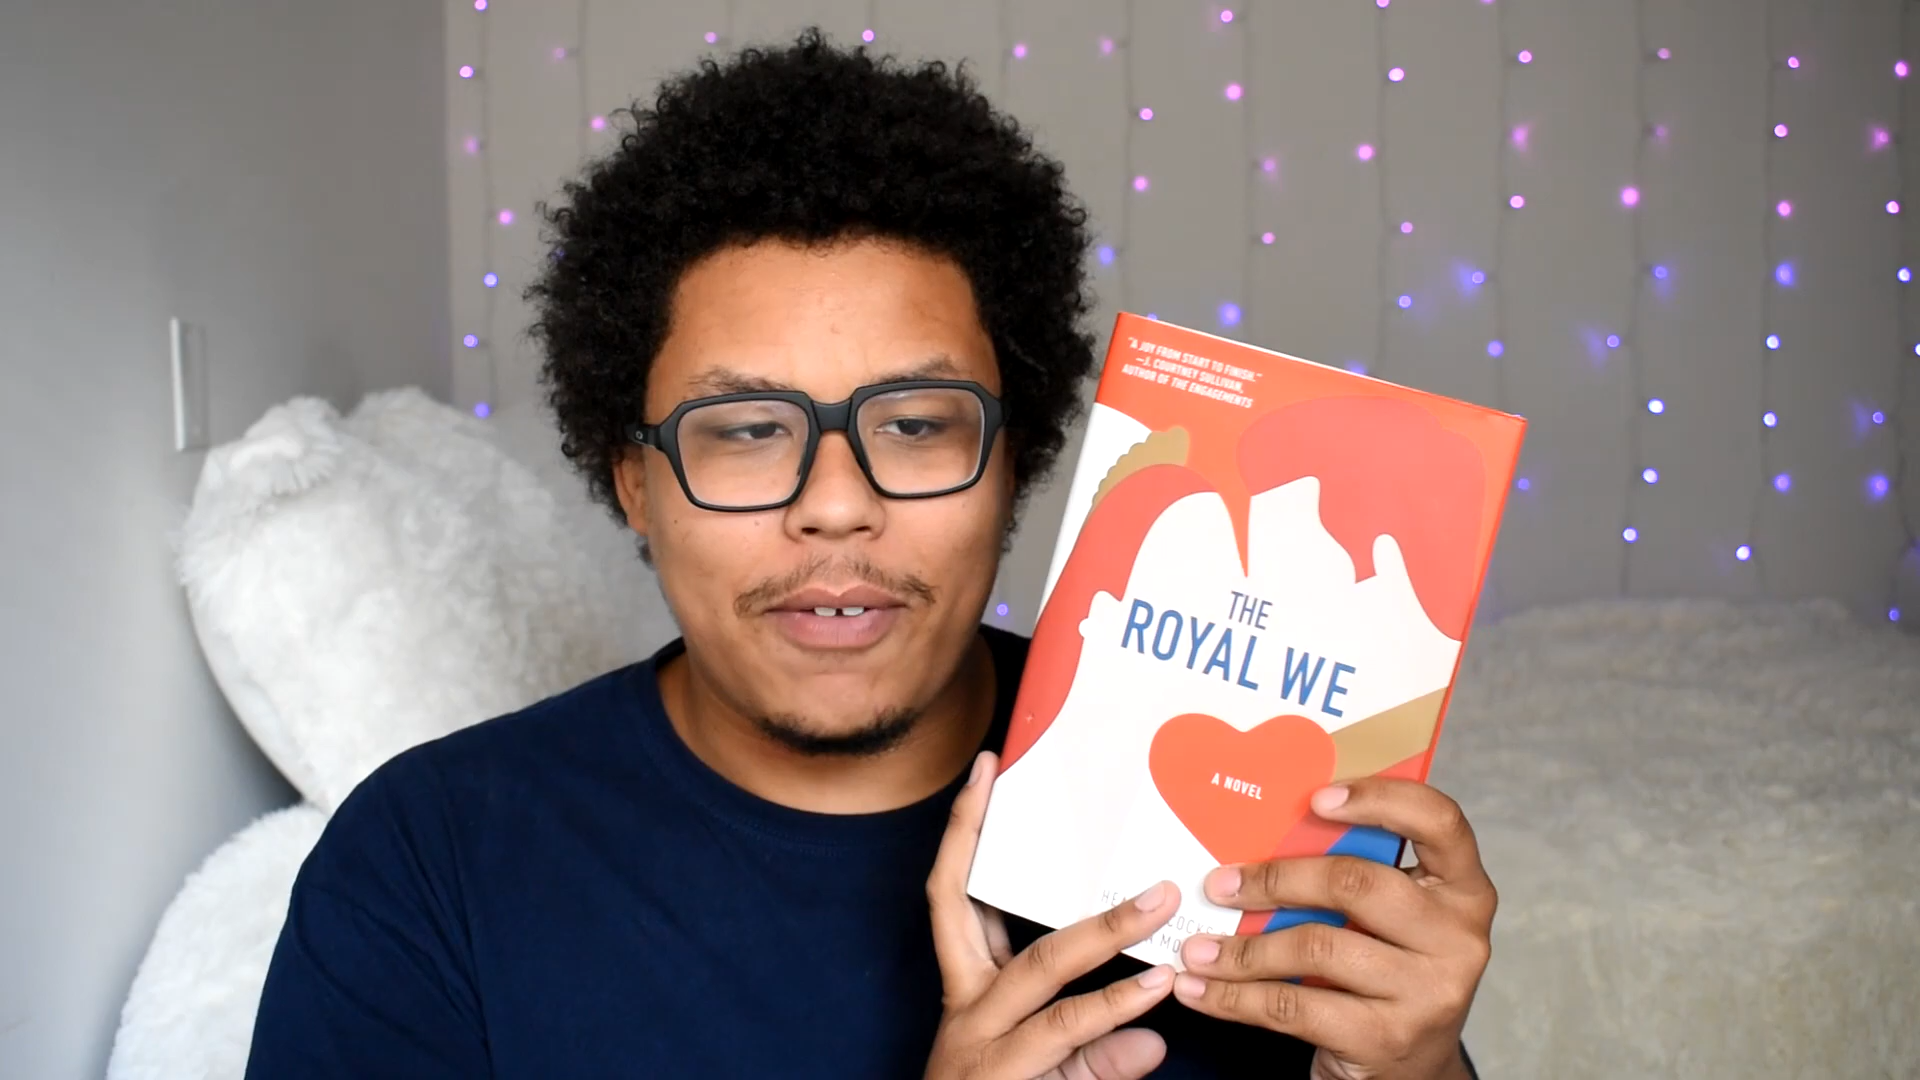 "A JOY FROM START TO FINISH."
—J. COURTNEY SULLIVAN,
AUTHOR OF THE ENGAGEMENTS
THE
ROYAL WE
A NOVEL